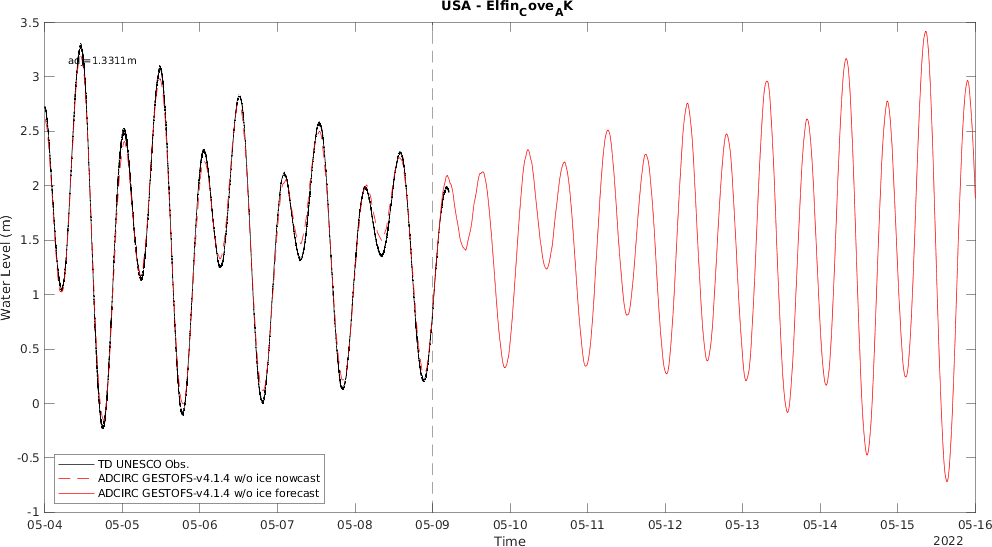 USA - ElfinCoveAK
3.5
3
2.5
2
1.5
1
0.5
0
-0.5
-1
Water Level (m)
adj=1.3311m
TD UNESCO Obs.
ADCIRC GESTOFS-v4.1.4 w/o ice nowcast
ADCIRC GESTOFS-v4.1.4 w/o ice forecast
05-04 05-05 05-06 05-07 05-08 05-09 05-10 05-11 05-12 05-13 05-14 05-15 05-16
Time
2022